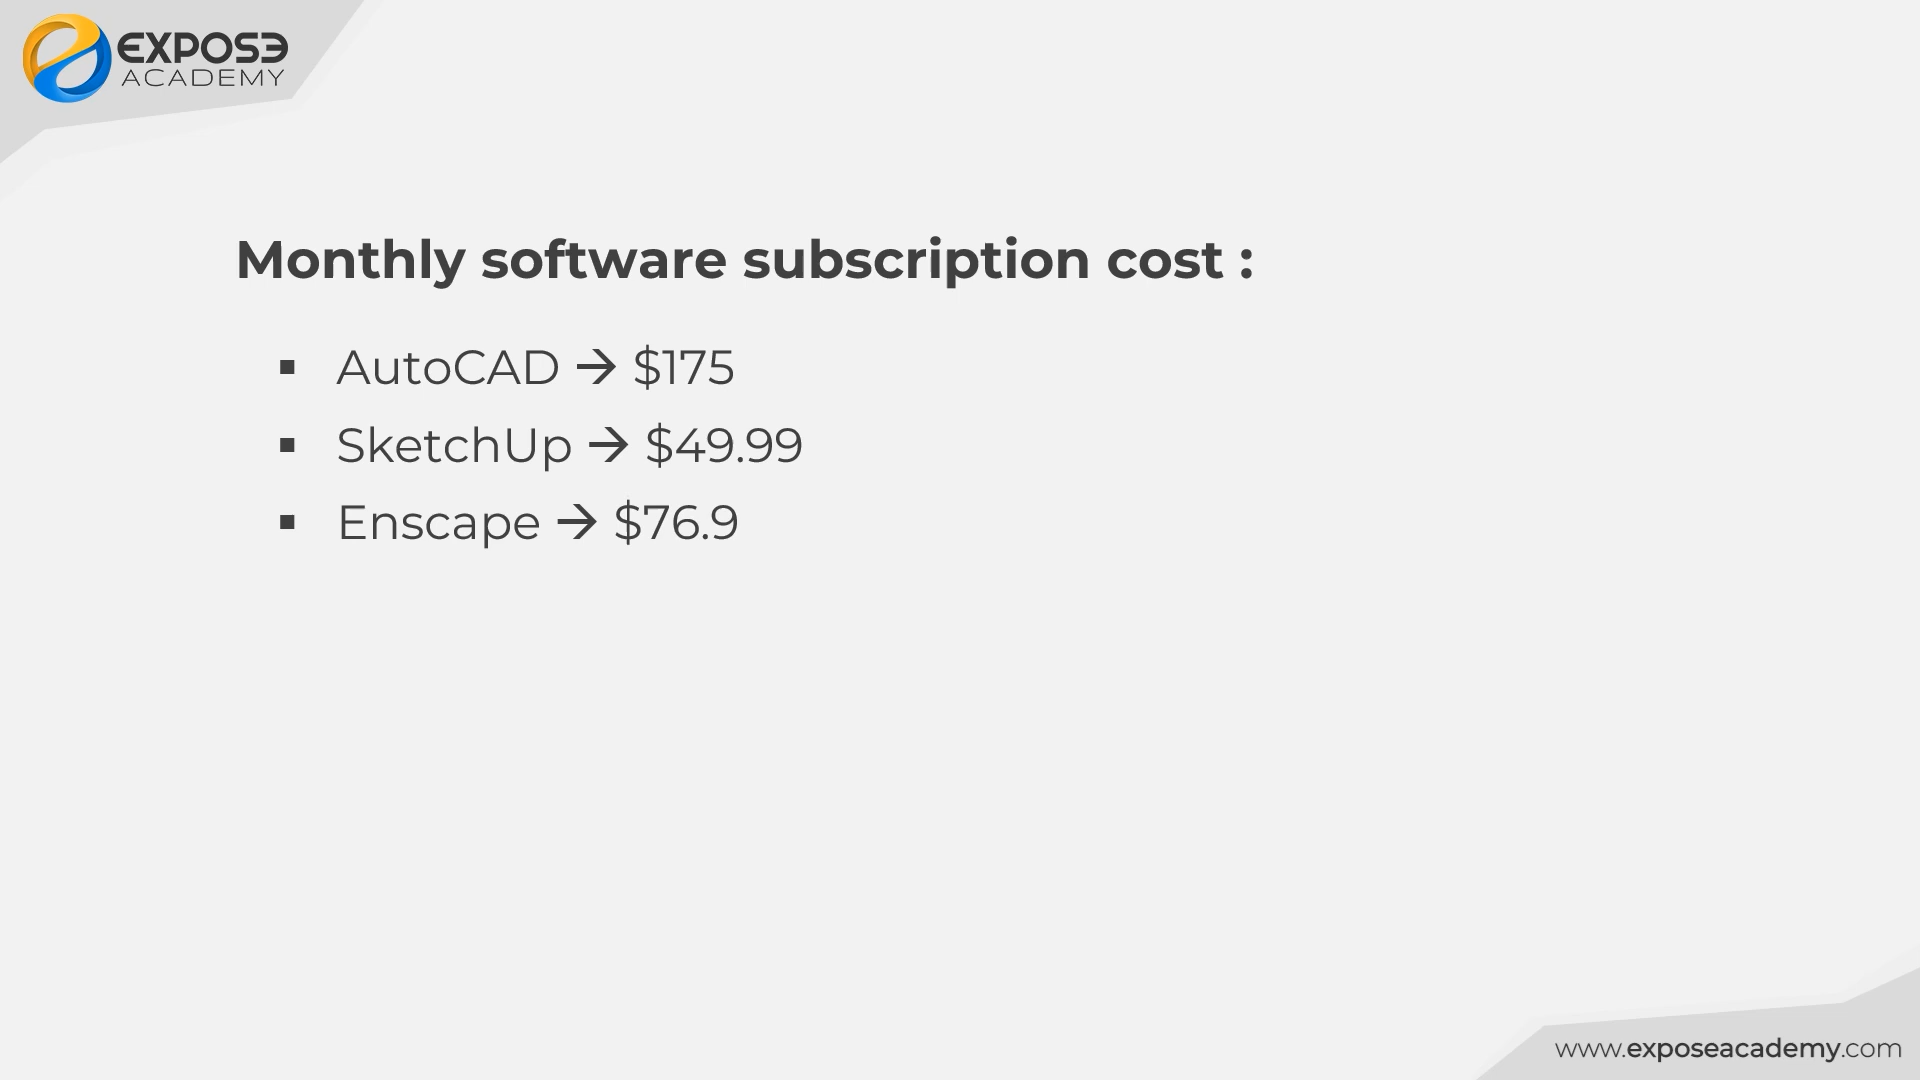 EXPOSE
ACADEMY
Monthly software subscription cost :
▪ AutoCAD → $175
▪ SketchUp → $49.99
▪ Enscape → $76.9
www.exposeacademy.com